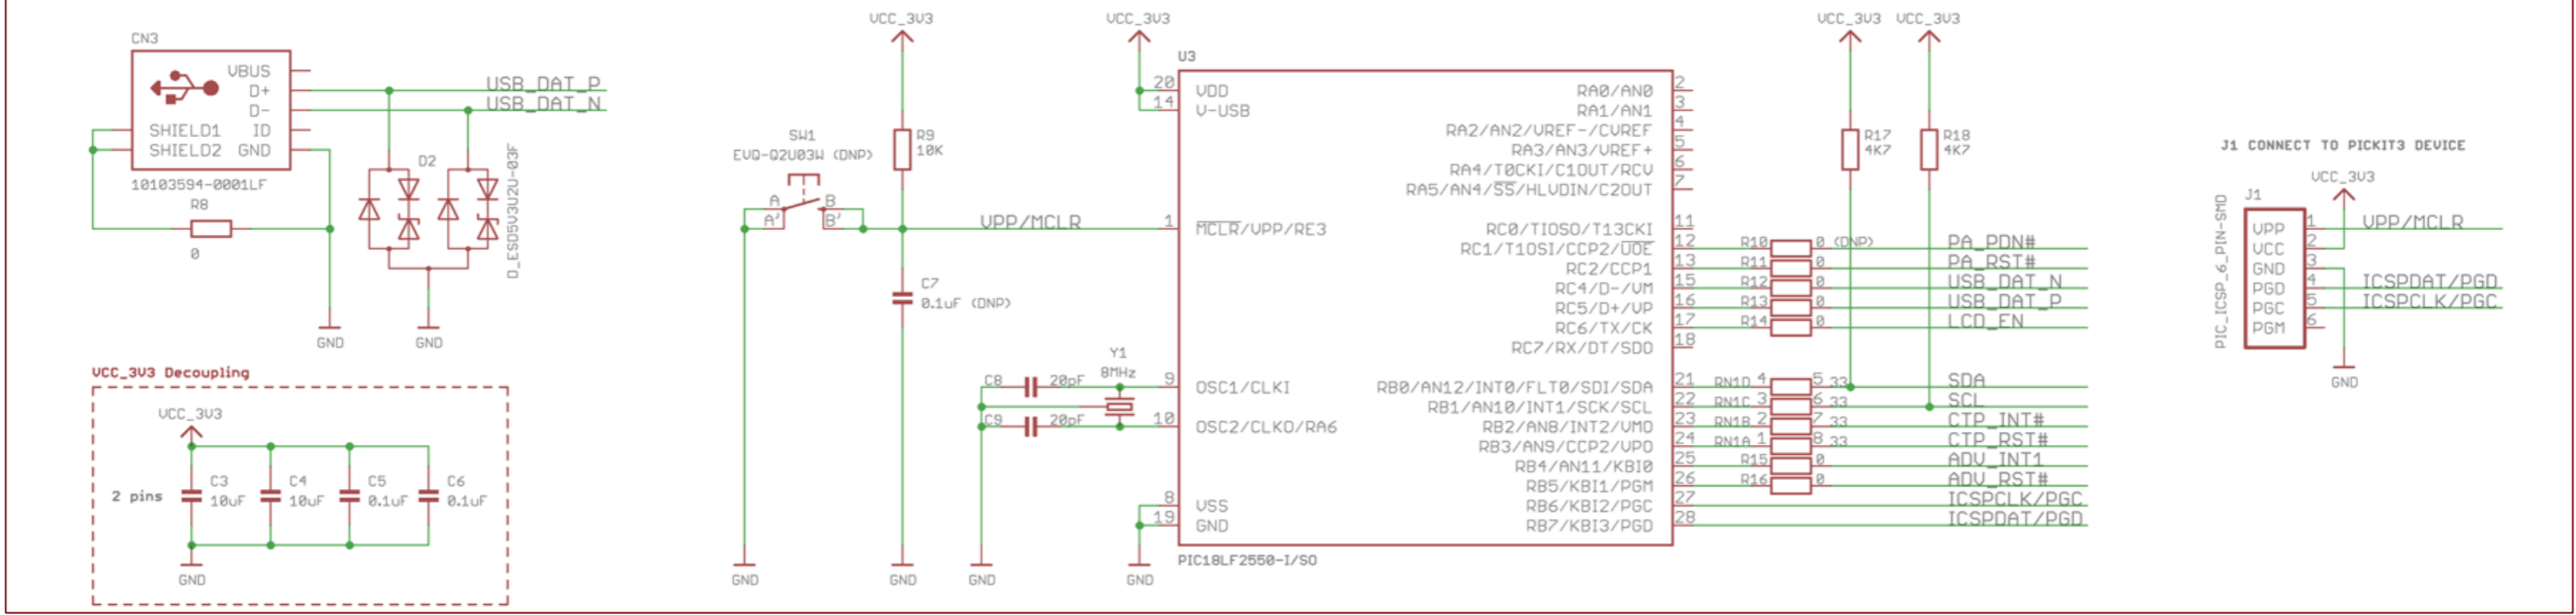 CN3
VBUS
D+
D-
SHIELD1 ID
SHIELD2 GND
10103594-0001LF
R8
0
USB_DAT_P
USB_DAT_N
D2
D_ESD5V3U2U-03F
GND
GND
VCC_3V3 Decoupling
VCC_3V3
2 pins
C3
10uF
C4
10uF
C5
0.1uF
C6
0.1uF
GND
VCC_3V3
R9
10K
SW1
EVQ-Q2U03W (DNP)
A B
A' B'
VPP/MCLR
C7
0.1uF (DNP)
Y1
8MHz
C8 20pF
C9 20pF
GND
GND
GND
GND
VCC_3V3
U3
20 VDD
14 V-USB
1 MCLR/VPP/RE3
9 OSC1/CLKI
10 OSC2/CLKO/RA6
8 VSS
19 GND
PIC18LF2550-I/SO
RA0/AN0 2
RA1/AN1 3
RA2/AN2/VREF-/CVREF 4
RA3/AN3/VREF+ 5
RA4/T0CKI/C1OUT/RCV 6
RA5/AN4/SS/HLVDIN/C2OUT 7
RC0/TIOSO/T13CKI 11
RC1/T1OSI/CCP2/UOE 12 R10 0 (DNP) PA_PDN#
RC2/CCP1 13 R11 0 PA_RST#
RC4/D-/VM 15 R12 0 USB_DAT_N
RC5/D+/VP 16 R13 0 USB_DAT_P
RC6/TX/CK 17 R14 0 LCD_EN
RC7/RX/DT/SDO 18
RB0/AN12/INT0/FLT0/SDI/SDA 21 RN1D 4 5 33 SDA
RB1/AN10/INT1/SCK/SCL 22 RN1C 3 6 33 SCL
RB2/AN8/INT2/VMO 23 RN1B 2 7 33 CTP_INT#
RB3/AN9/CCP2/VPO 24 RN1A 1 8 33 CTP_RST#
RB4/AN11/KBI0 25 R15 0 ADV_INT1
RB5/KBI1/PGM 26 R16 0 ADV_RST#
RB6/KBI2/PGC 27 ICSPCLK/PGC
RB7/KBI3/PGD 28 ICSPDAT/PGD
VCC_3V3 VCC_3V3
R17
4K7
R18
4K7
J1 CONNECT TO PICKIT3 DEVICE
VCC_3V3
J1
PIC_ICSP_6_PIN-SMD
VPP 1 VPP/MCLR
VCC 2
GND 3
PGD 4 ICSPDAT/PGD
PGC 5 ICSPCLK/PGC
PGM 6
GND